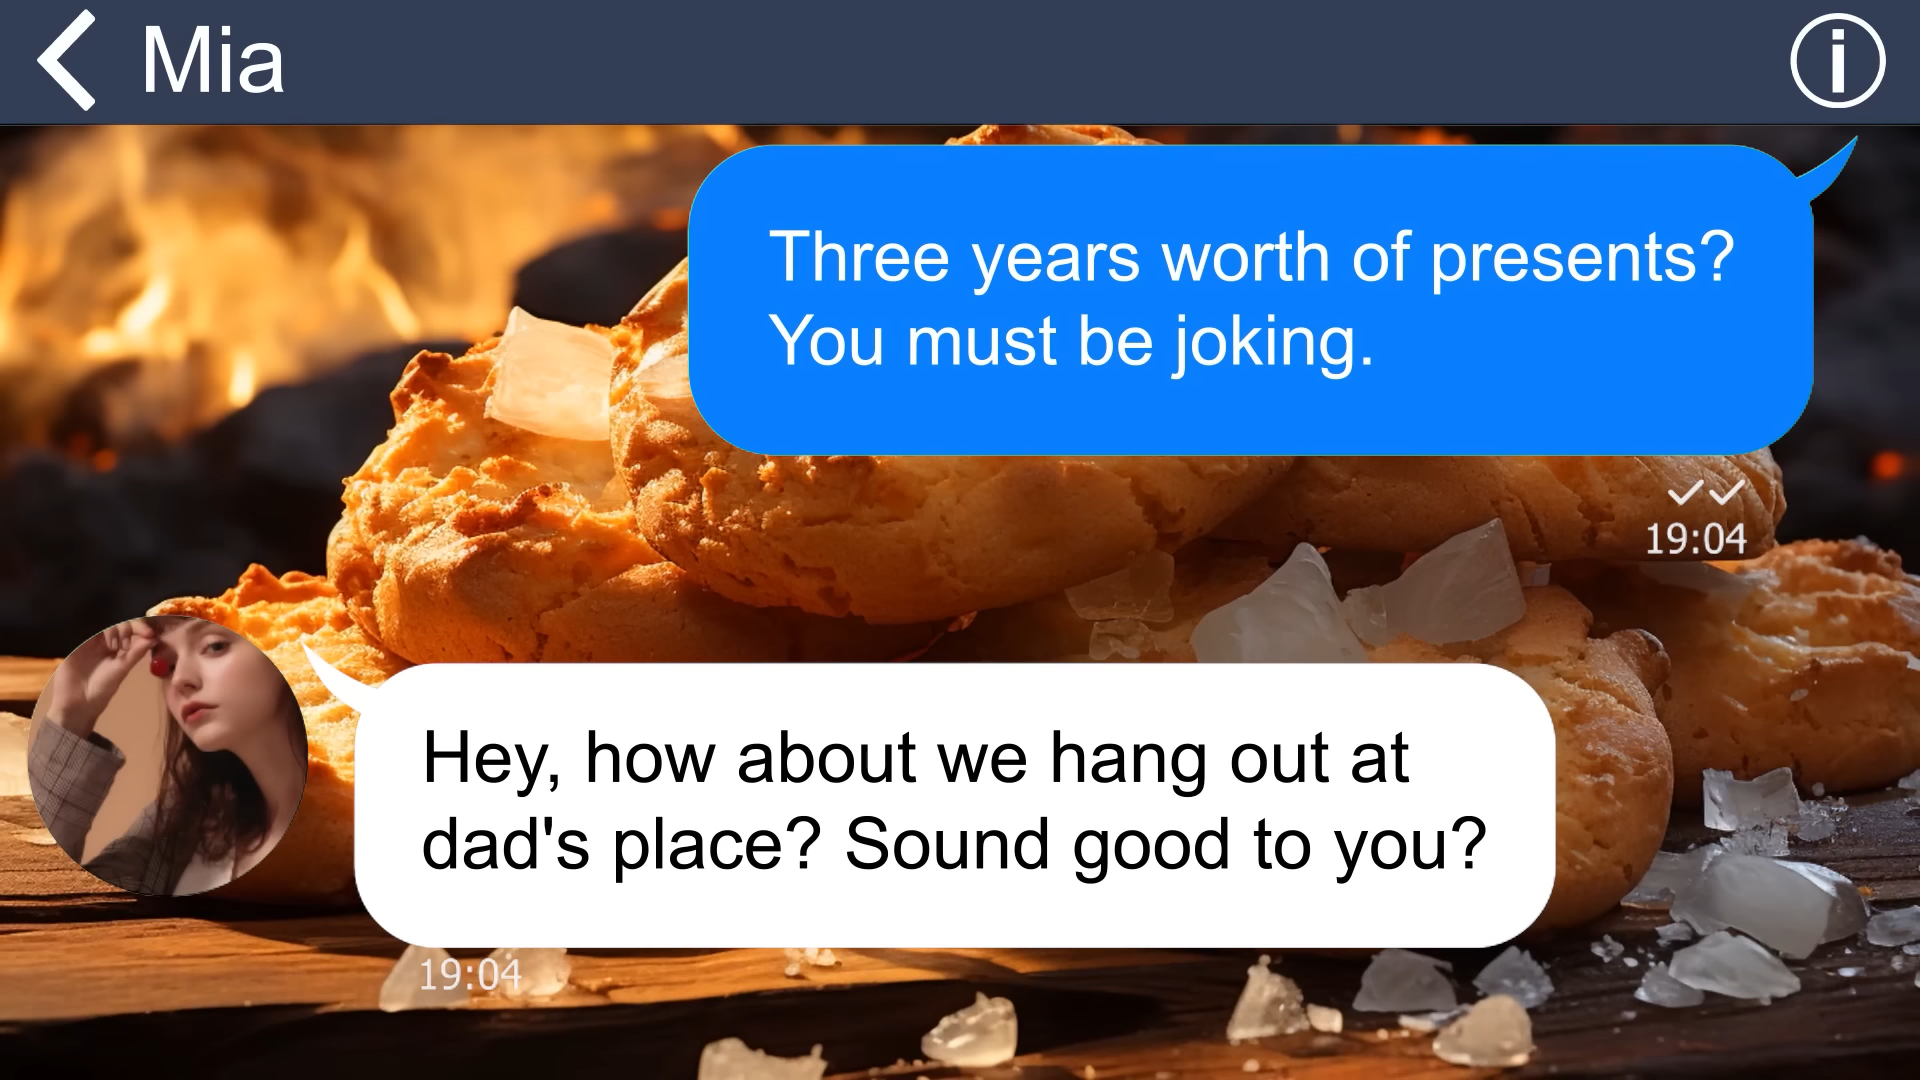 Mia
Three years worth of presents?
You must be joking.
19:04
Hey, how about we hang out at
dad's place? Sound good to you?
19:04